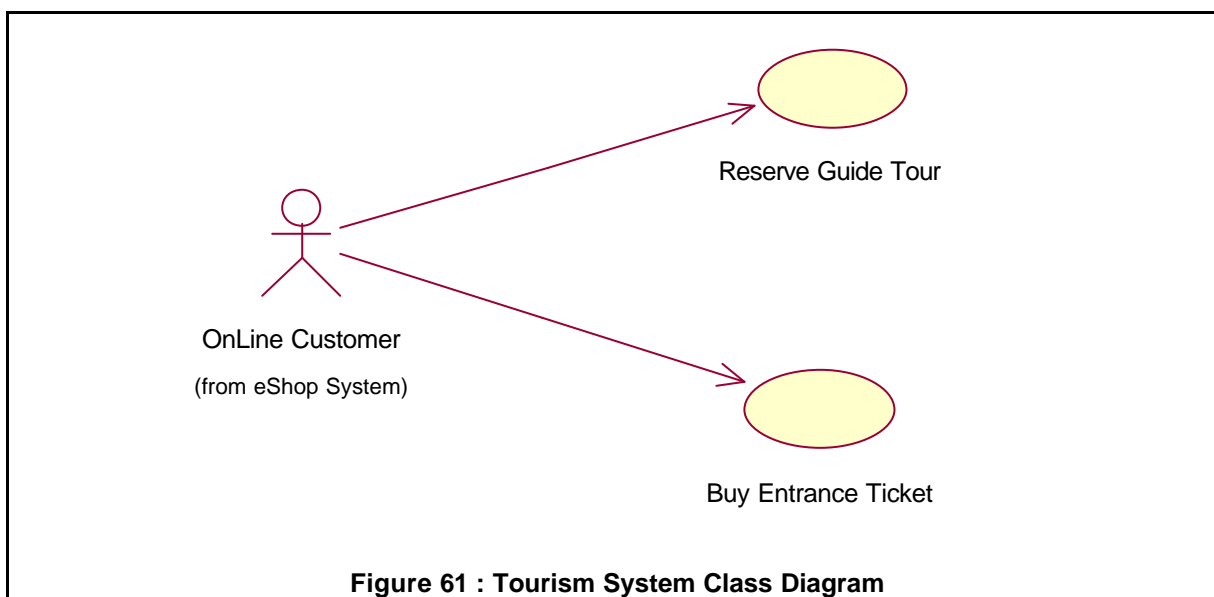 Reserve Guide Tour
OnLine Customer
(from eShop System)
Buy Entrance Ticket
Figure 61 : Tourism System Class Diagram